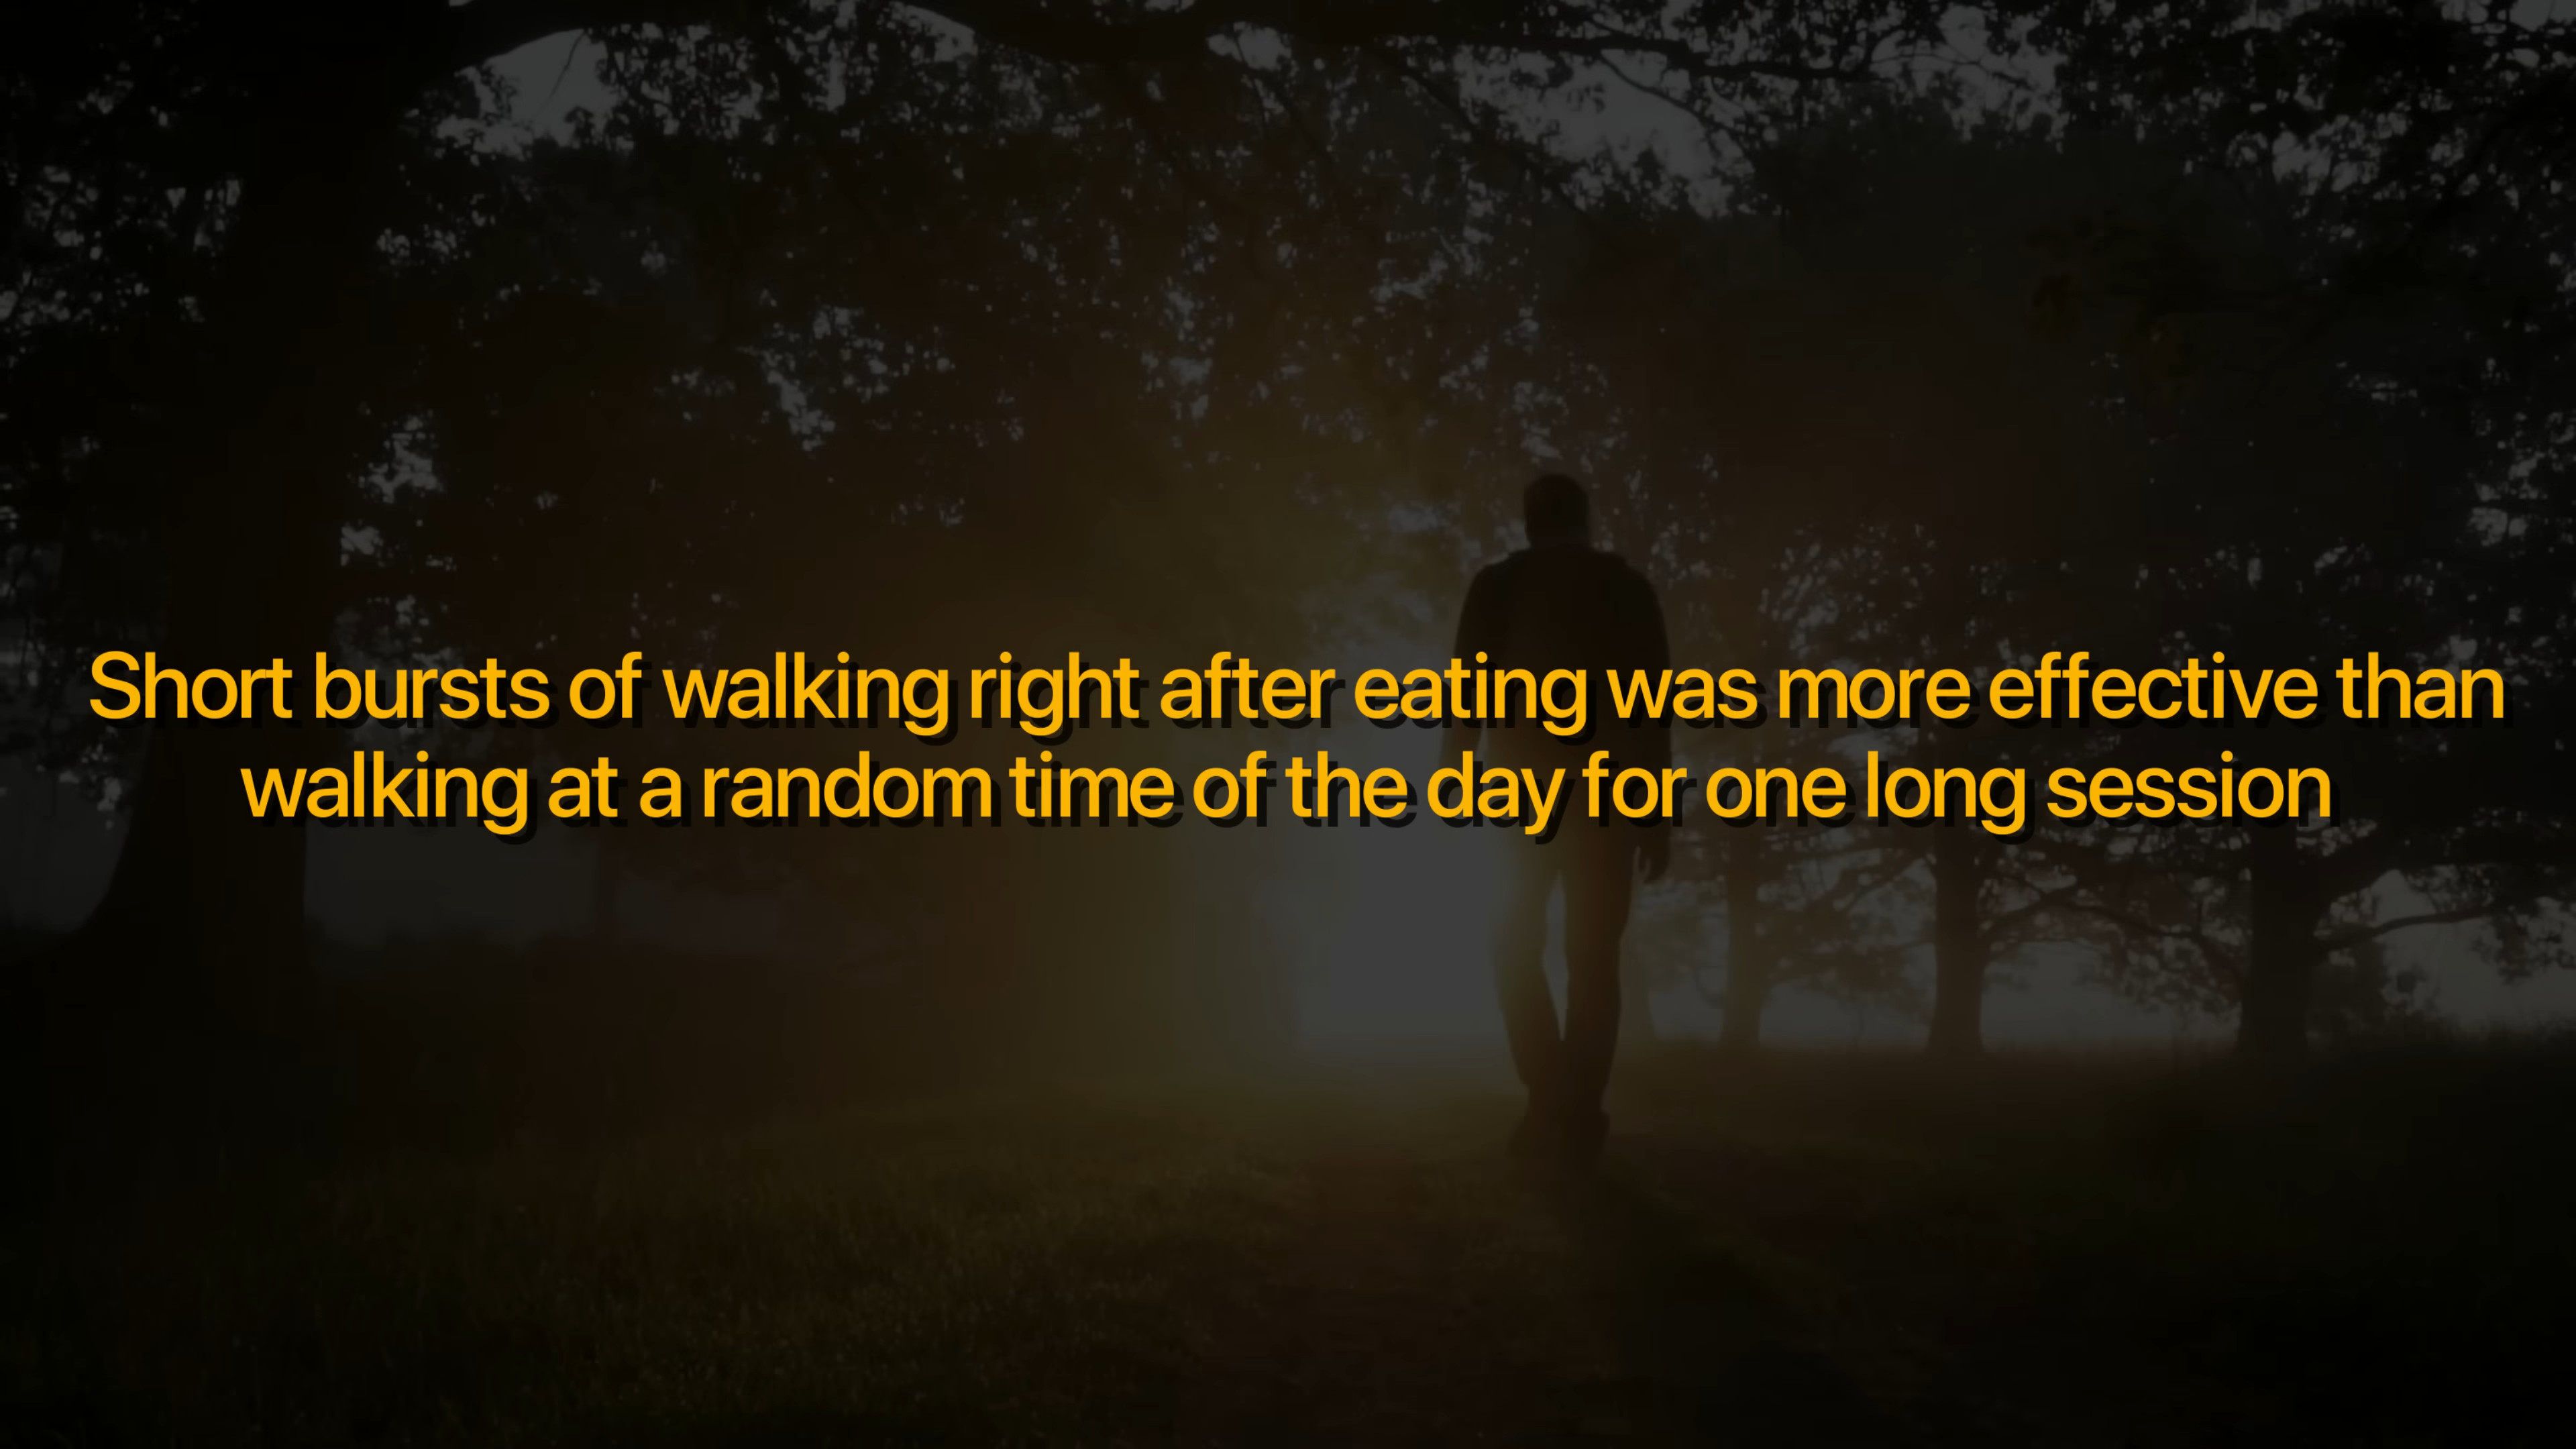 Short bursts of walking right after eating was more effective than
walking at a random time of the day for one long session